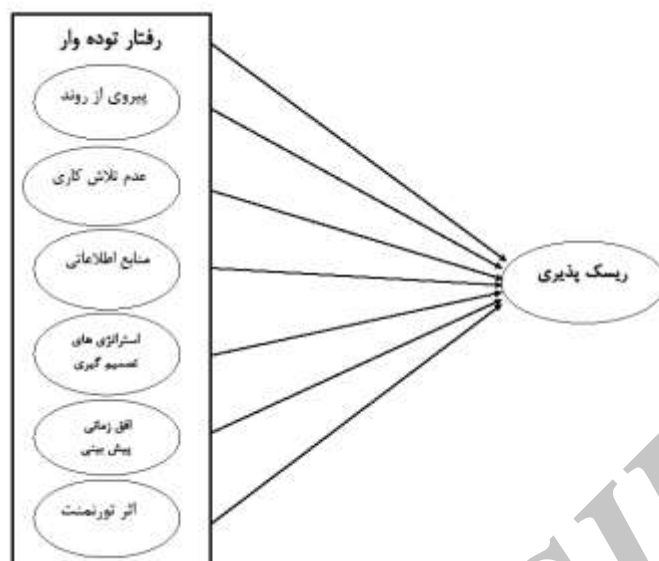 رفتار توده وار
پیروی از روند
عدم تلاش کاری
منابع اطلاعاتی
استراتژی های
تصمیم گیری
افق زمانی
پیش بینی
اثر تورنمنت
ریسک پذیری